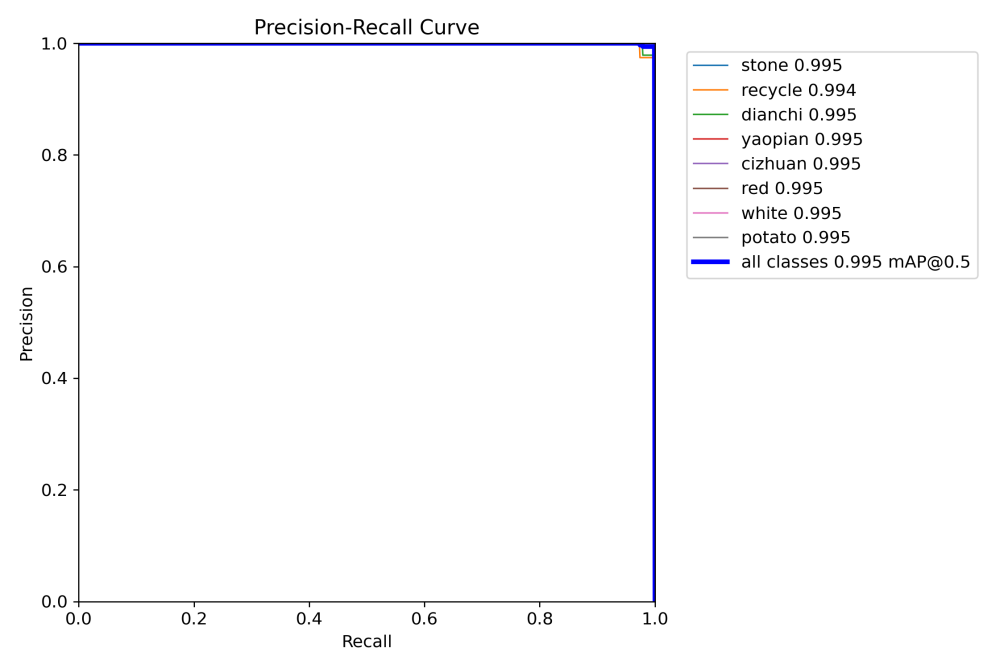 Precision-Recall Curve
1.0
0.8
0.6
0.4
0.2
0.0
Precision
0.0 0.2 0.4 0.6 0.8 1.0
Recall
stone 0.995
recycle 0.994
dianchi 0.995
yaopian 0.995
cizhuan 0.995
red 0.995
white 0.995
potato 0.995
all classes 0.995 mAP@0.5